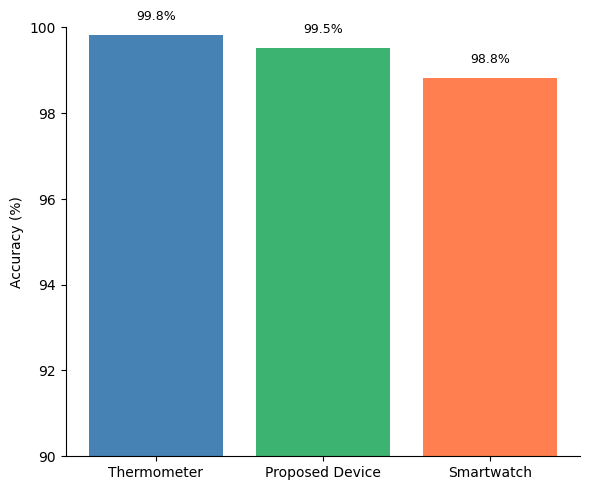 99.8%
99.5%
98.8%
100
98
96
94
92
90
Accuracy (%)
Thermometer
Proposed Device
Smartwatch